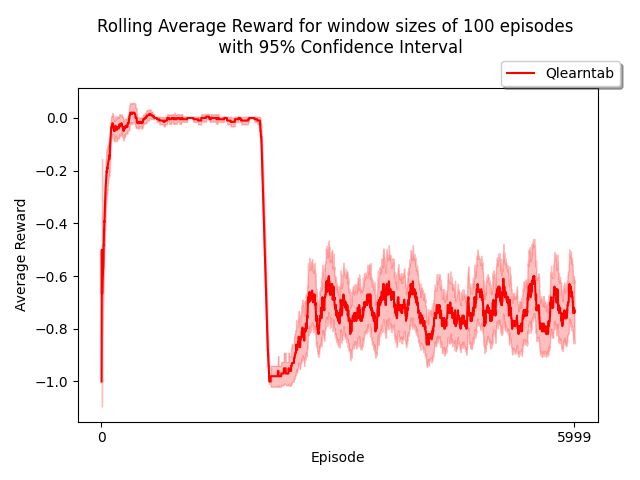 Rolling Average Reward for window sizes of 100 episodes
with 95% Confidence Interval
Qlearntab
0.0
−0.2
−0.4
−0.6
−0.8
−1.0
Average Reward
0
5999
Episode